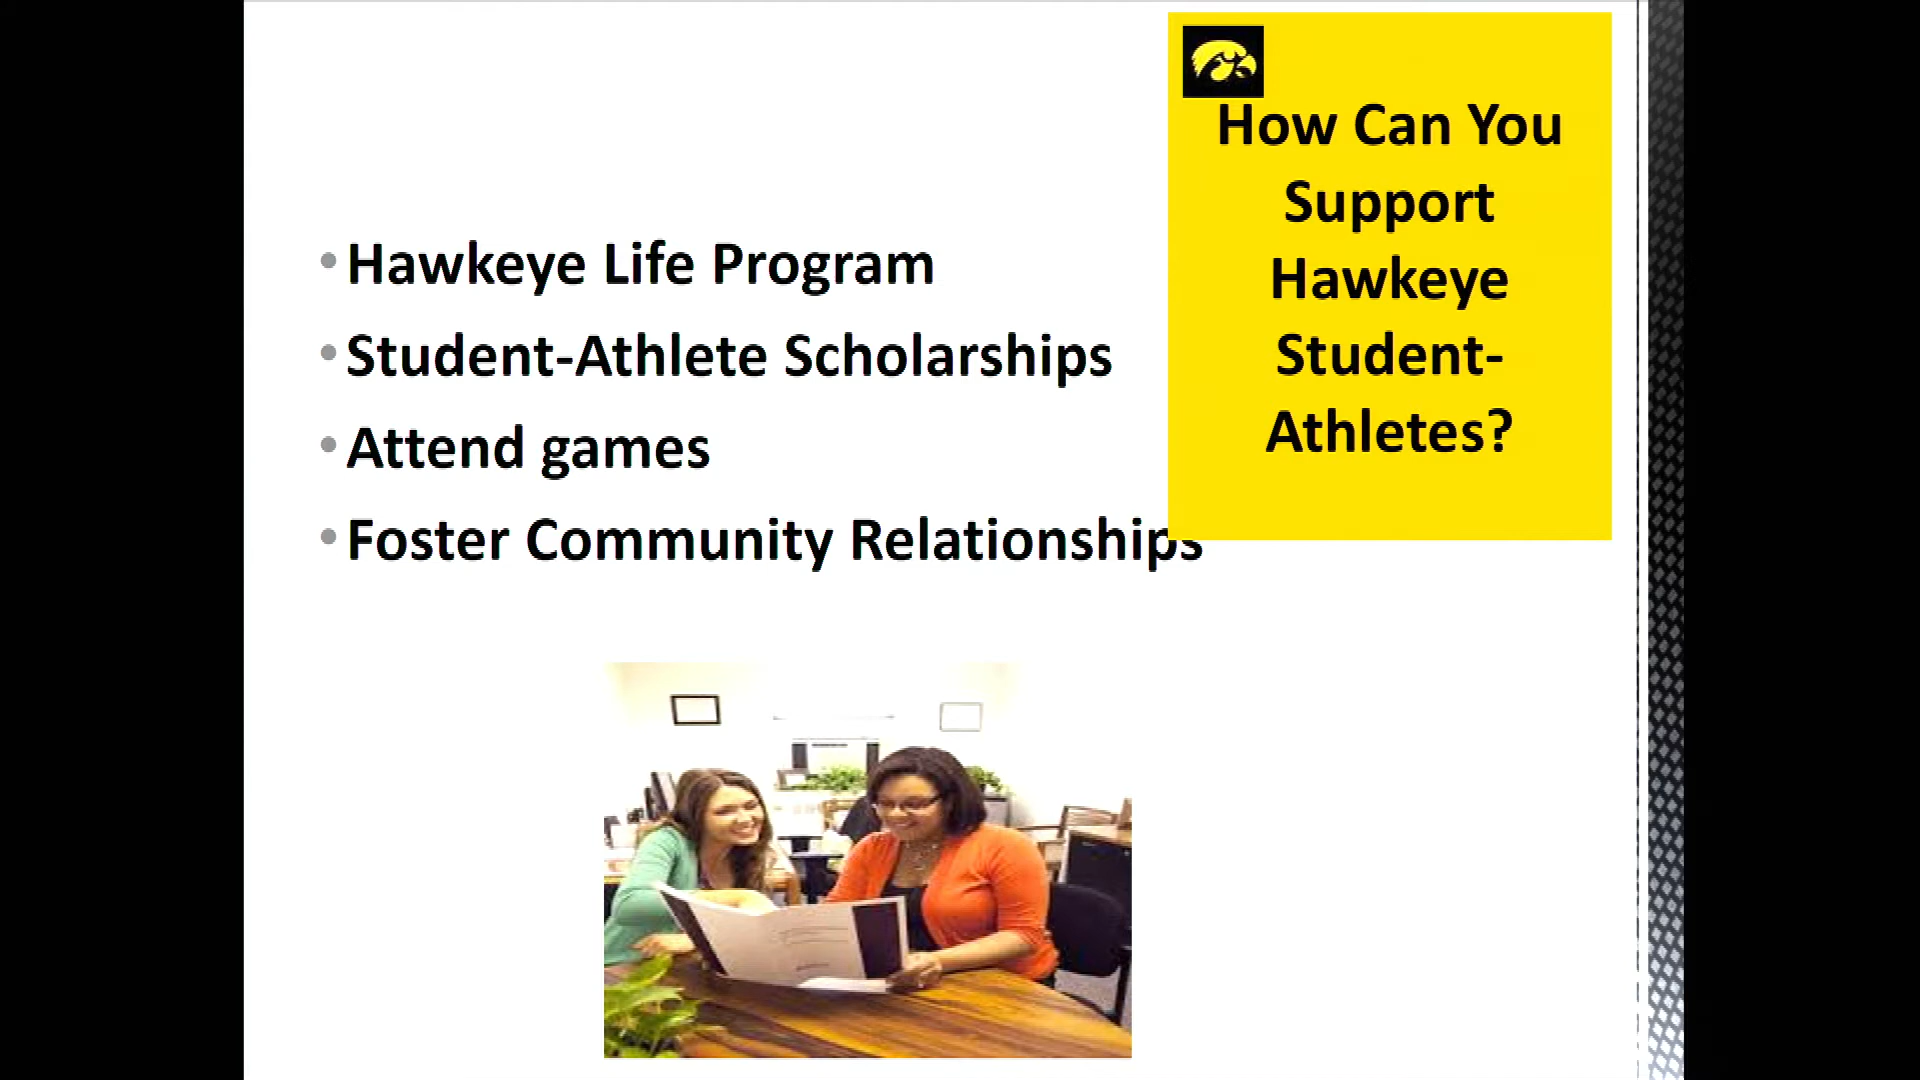 How Can You
Support
Hawkeye
Student-
Athletes?
• Hawkeye Life Program
• Student-Athlete Scholarships
• Attend games
• Foster Community Relationships